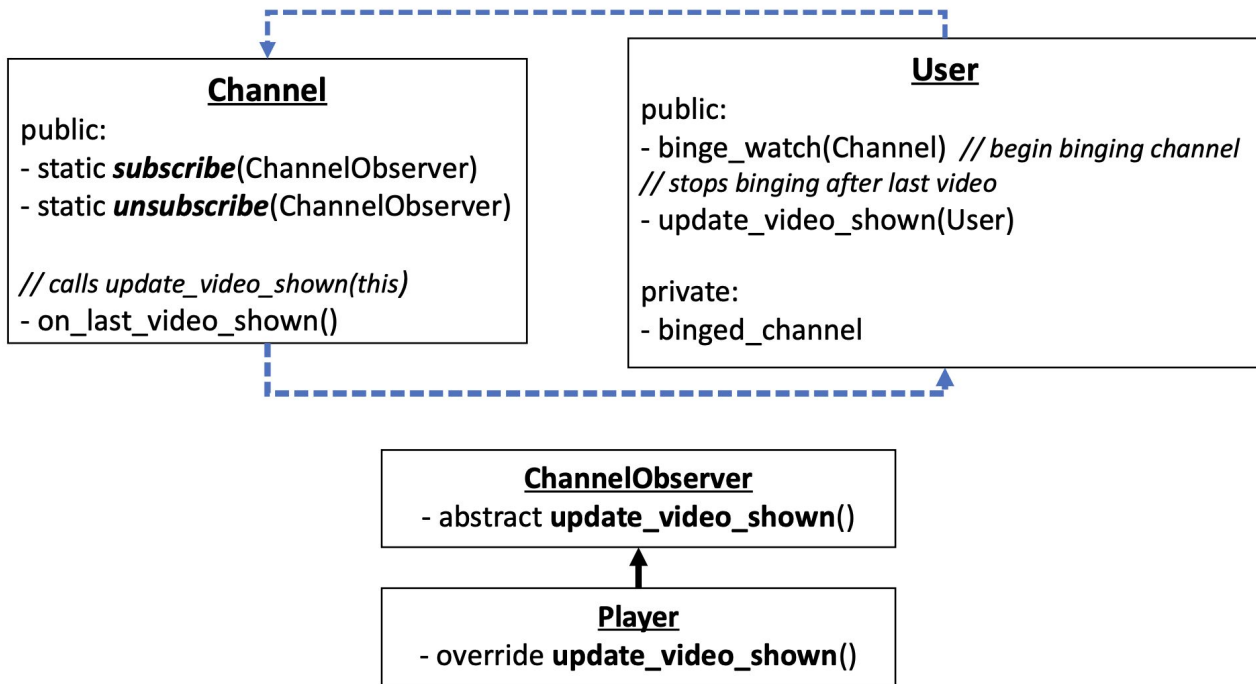 Channel
public:
- static subscribe(ChannelObserver)
- static unsubscribe(ChannelObserver)
// calls update_video_shown(this)
- on_last_video_shown()
User
public:
- binge_watch(Channel) // begin binging channel
// stops binging after last video
- update_video_shown(User)
private:
- binged_channel
ChannelObserver
- abstract update_video_shown()
Player
- override update_video_shown()